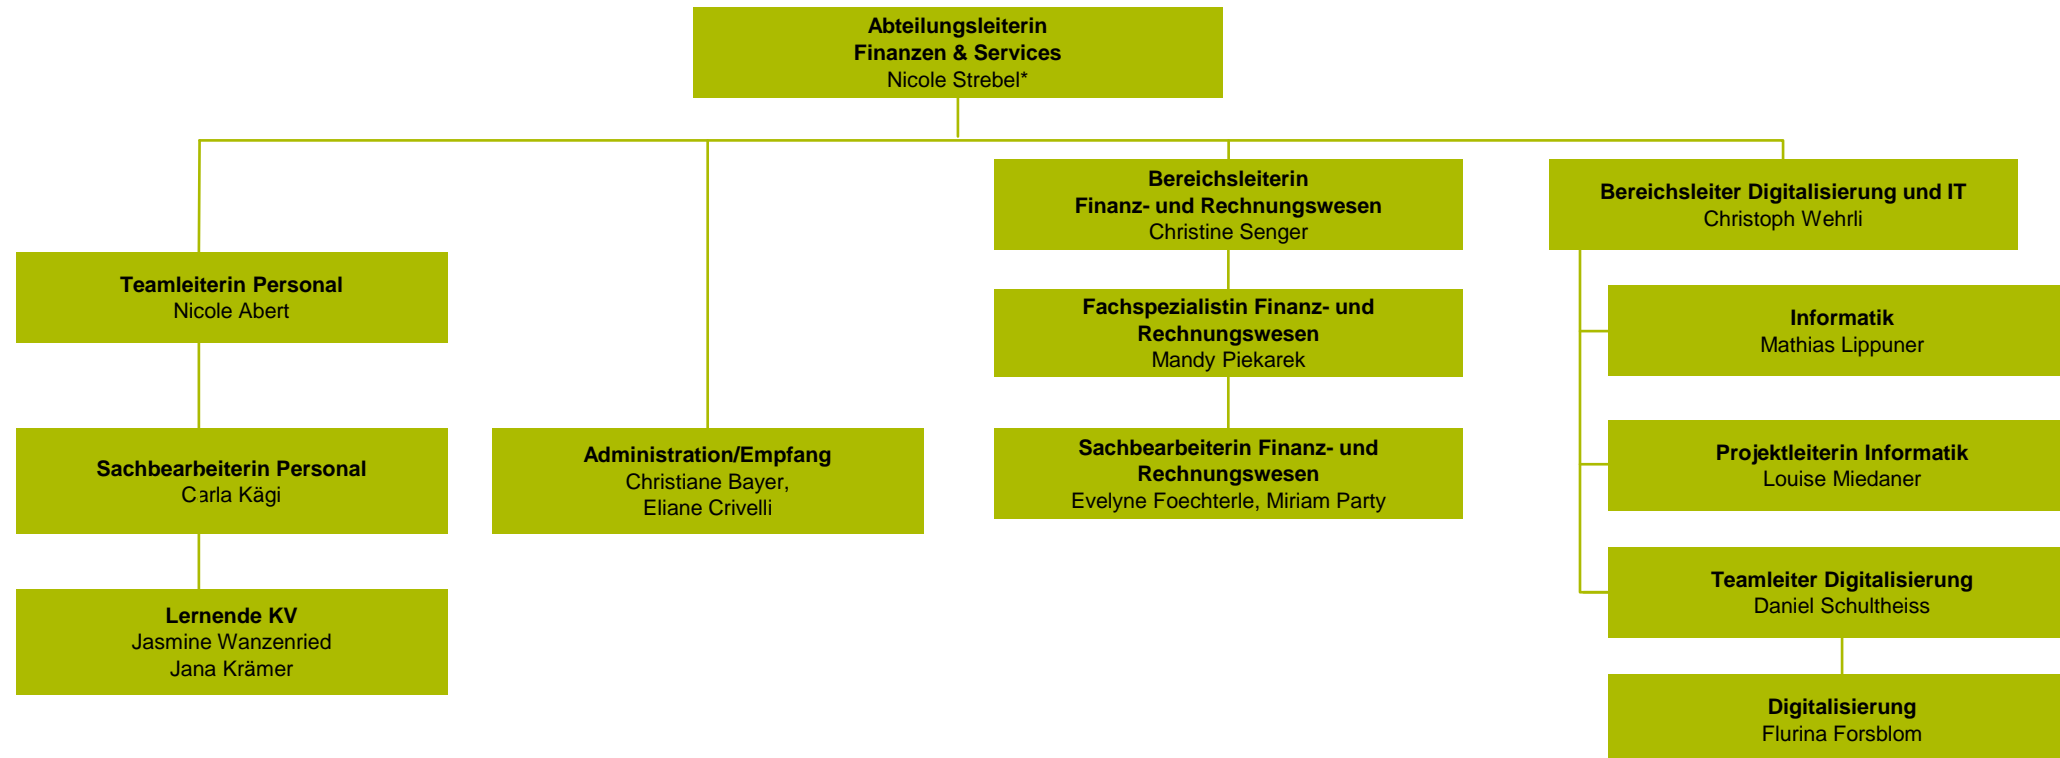 Abteilungsleiterin
Finanzen & Services
Nicole Strebel*
Teamleiterin Personal
Nicole Abert
Sachbearbeiterin Personal
Carla Kägi
Lernende KV
Jasmine Wanzenried
Jana Krämer
Administration/Empfang
Christiane Bayer,
Eliane Crivelli
Bereichsleiterin
Finanz- und Rechnungswesen
Christine Senger
Fachspezialistin Finanz- und
Rechnungswesen
Mandy Piekarek
Sachbearbeiterin Finanz- und
Rechnungswesen
Evelyne Foechterle, Miriam Party
Bereichsleiter Digitalisierung und IT
Christoph Wehrli
Informatik
Mathias Lippuner
Projektleiterin Informatik
Louise Miedaner
Teamleiter Digitalisierung
Daniel Schultheiss
Digitalisierung
Flurina Forsblom